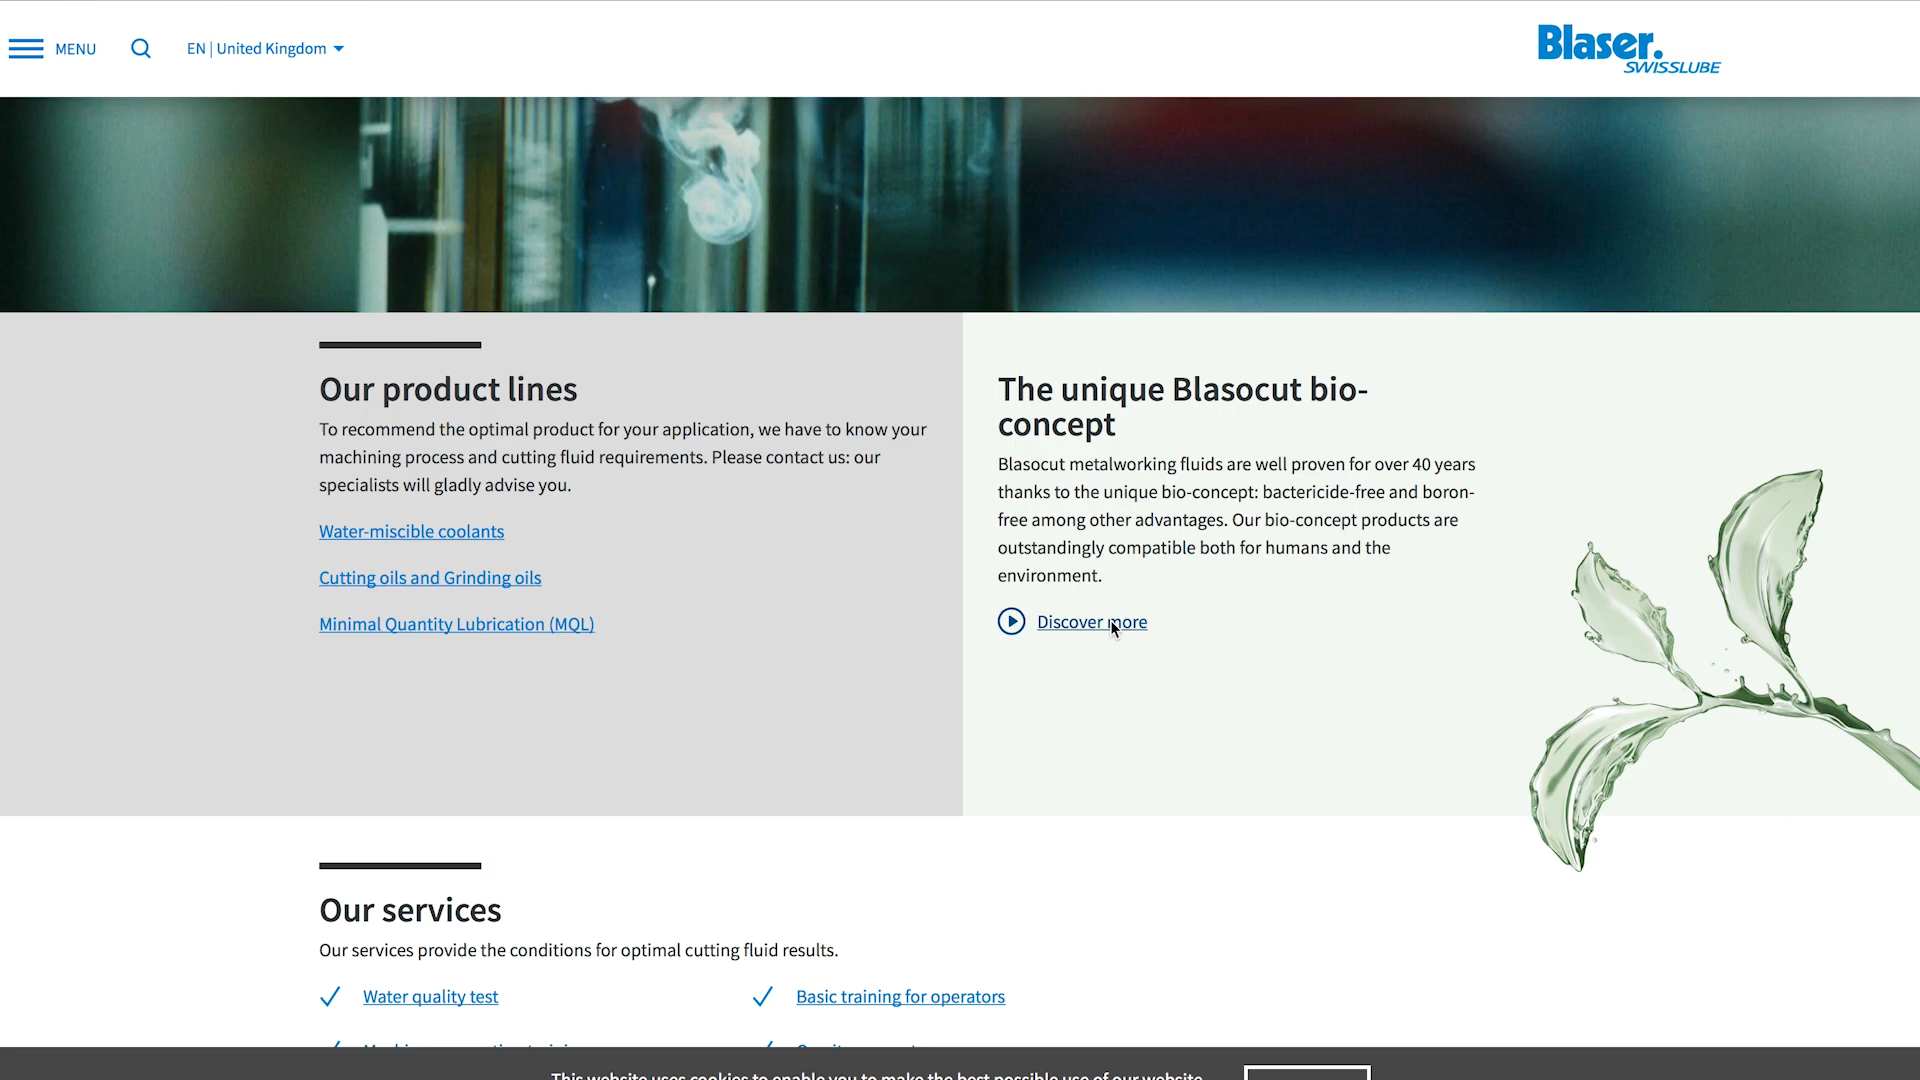 MENU
EN | United Kingdom
Blaser.
SWISSLUBE
Our product lines
To recommend the optimal product for your application, we have to know your
machining process and cutting fluid requirements. Please contact us: our
specialists will gladly advise you.
Water-miscible coolants
Cutting oils and Grinding oils
Minimal Quantity Lubrication (MQL)
The unique Blasocut bio-
concept
Blasocut metalworking fluids are well proven for over 40 years
thanks to the unique bio-concept: bactericide-free and boron-
free among other advantages. Our bio-concept products are
outstandingly compatible both for humans and the
environment.
Discover more
Our services
Our services provide the conditions for optimal cutting fluid results.
Water quality test
Basic training for operators
This website uses cookies to enable you to make the best possible use of our website.